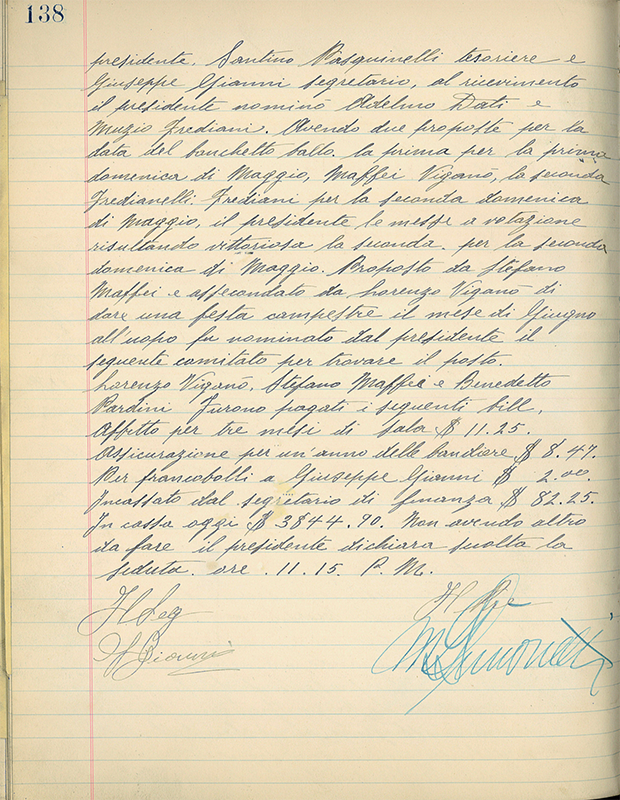 138
presidente, Santino Pasquinelli tesoriere e
Giuseppe Gianni segretario, al ricevimento
il presidente nominò Adelmo Dati e
Muzio Frediani. Avendo due proposte per la
data del banchetto ballo. la prima per la prima
domenica di Maggio, Maffei Viganò, la seconda
Fredianelli. Frediani per la seconda domenica
di Maggio, il presidente le messe a votazione
risultando vittoriosa la seconda. per la seconda
domenica di Maggio. Proposto da Stefano
Maffei e assecondato da Lorenzo Viganò di
dare una festa campestre il mese di Giugno
all'uopo fu nominato dal presidente il
seguente comitato per trovare il posto.
Lorenzo Viganò, Stefano Maffei e Benedetto
Pardini furono pagati i seguenti bill,
Affitto per tre mesi di sala $ 11.25.
Assicurazione per un'anno delle bandiere $ 8.47.
Per francobolli a Giuseppe Gianni $ 2.00.
Incassato dal segritario di finanza $ 82.25.
In cassa oggi $ 3844.90. Non avendo altro
da fare il presidente dichiara sciolta la
seduta. ore. 11.15. P. M.
Il Seg
Il Pre
G Gianni
M Simonetti